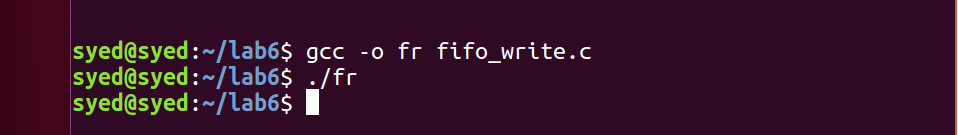 syed@syed:~/lab6$ gcc -o fr fifo_write.c
syed@syed:~/lab6$ ./fr
syed@syed:~/lab6$